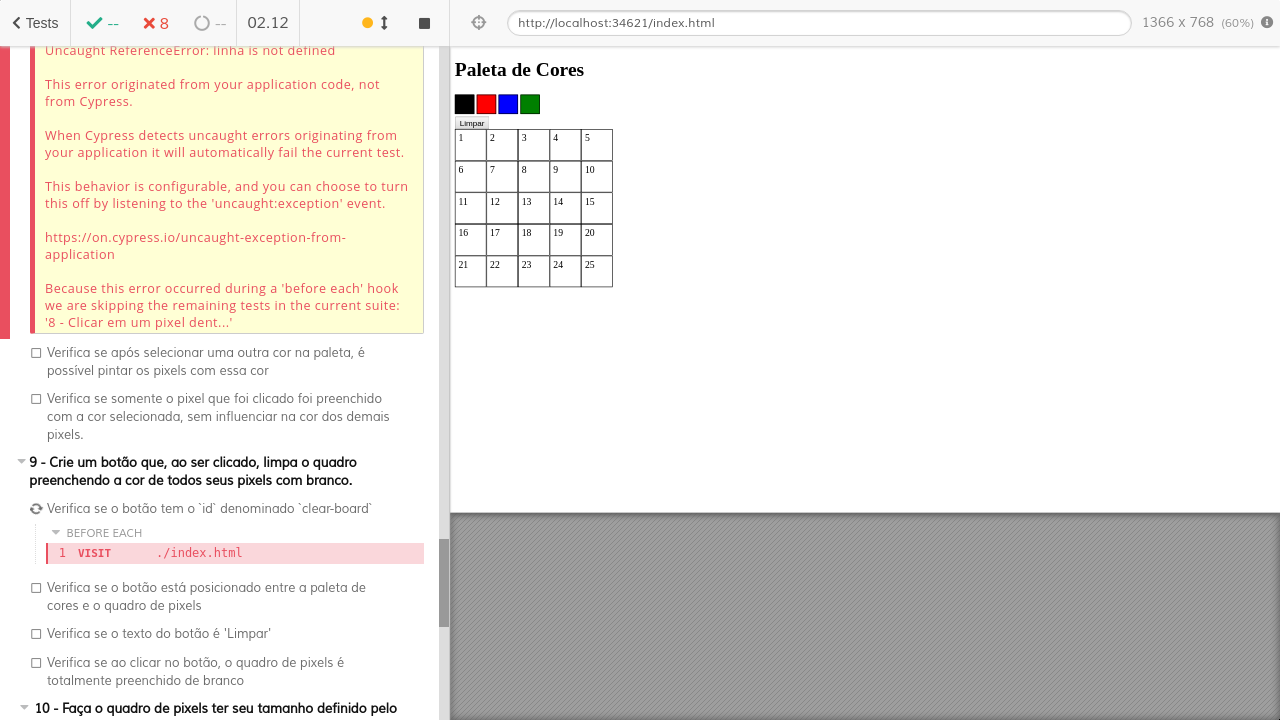 Tests
--
8
--
02.12
http://localhost:34621/index.html
1366 x 768 (60%)
Uncaught ReferenceError: linha is not defined
This error originated from your application code, not
from Cypress.
When Cypress detects uncaught errors originating from
your application it will automatically fail the current test.
This behavior is configurable, and you can choose to turn
this off by listening to the 'uncaught:exception' event.
https://on.cypress.io/uncaught-exception-from-
application
Because this error occurred during a 'before each' hook
we are skipping the remaining tests in the current suite:
'8 - Clicar em um pixel dent...'
Verifica se após selecionar uma outra cor na paleta, é
possível pintar os pixels com essa cor
Verifica se somente o pixel que foi clicado foi preenchido
com a cor selecionada, sem influenciar na cor dos demais
pixels.
9 - Crie um botão que, ao ser clicado, limpa o quadro
preenchendo a cor de todos seus pixels com branco.
Verifica se o botão tem o `id` denominado `clear-board`
BEFORE EACH
1 VISIT ./index.html
Verifica se o botão está posicionado entre a paleta de
cores e o quadro de pixels
Verifica se o texto do botão é 'Limpar'
Verifica se ao clicar no botão, o quadro de pixels é
totalmente preenchido de branco
10 - Faça o quadro de pixels ter seu tamanho definido pelo
Paleta de Cores
Limpar
1 2 3 4 5
6 7 8 9 10
11 12 13 14 15
16 17 18 19 20
21 22 23 24 25